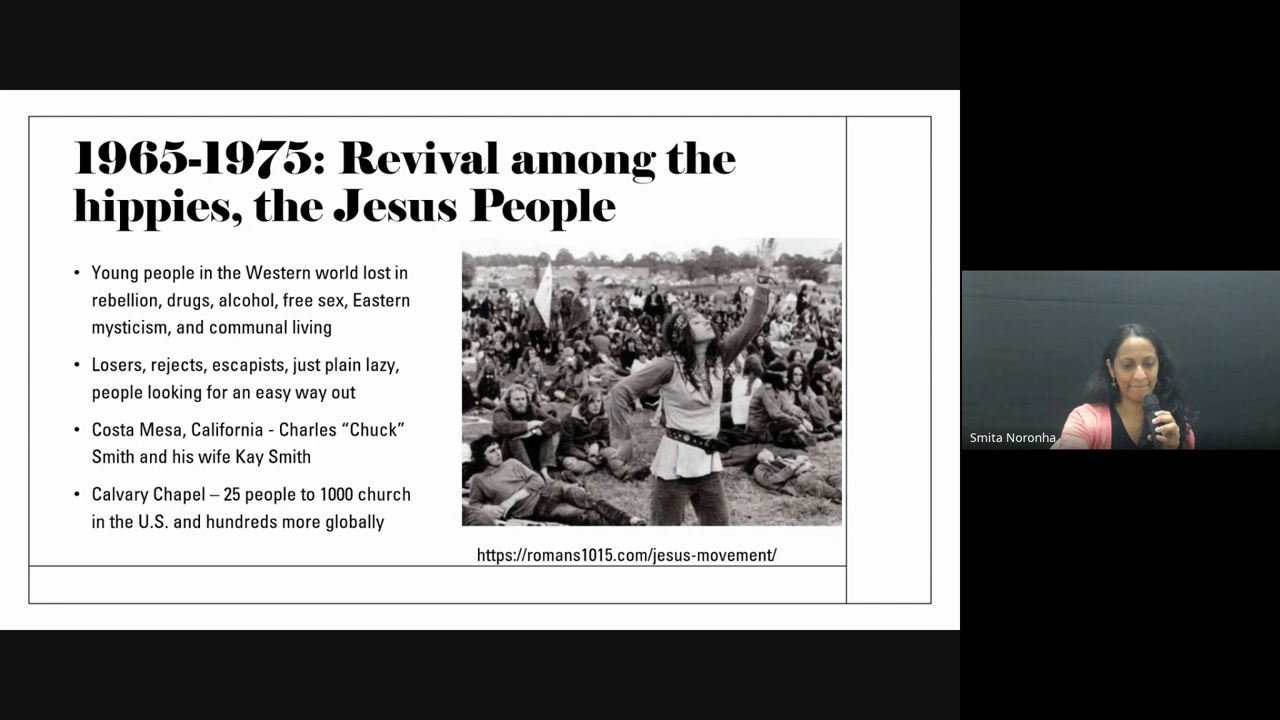 1965-1975: Revival among the
hippies, the Jesus People
• Young people in the Western world lost in
rebellion, drugs, alcohol, free sex, Eastern
mysticism, and communal living
• Losers, rejects, escapists, just plain lazy,
people looking for an easy way out
• Costa Mesa, California - Charles “Chuck”
Smith and his wife Kay Smith
• Calvary Chapel – 25 people to 1000 church
in the U.S. and hundreds more globally
https://romans1015.com/jesus-movement/
Smita Noronha